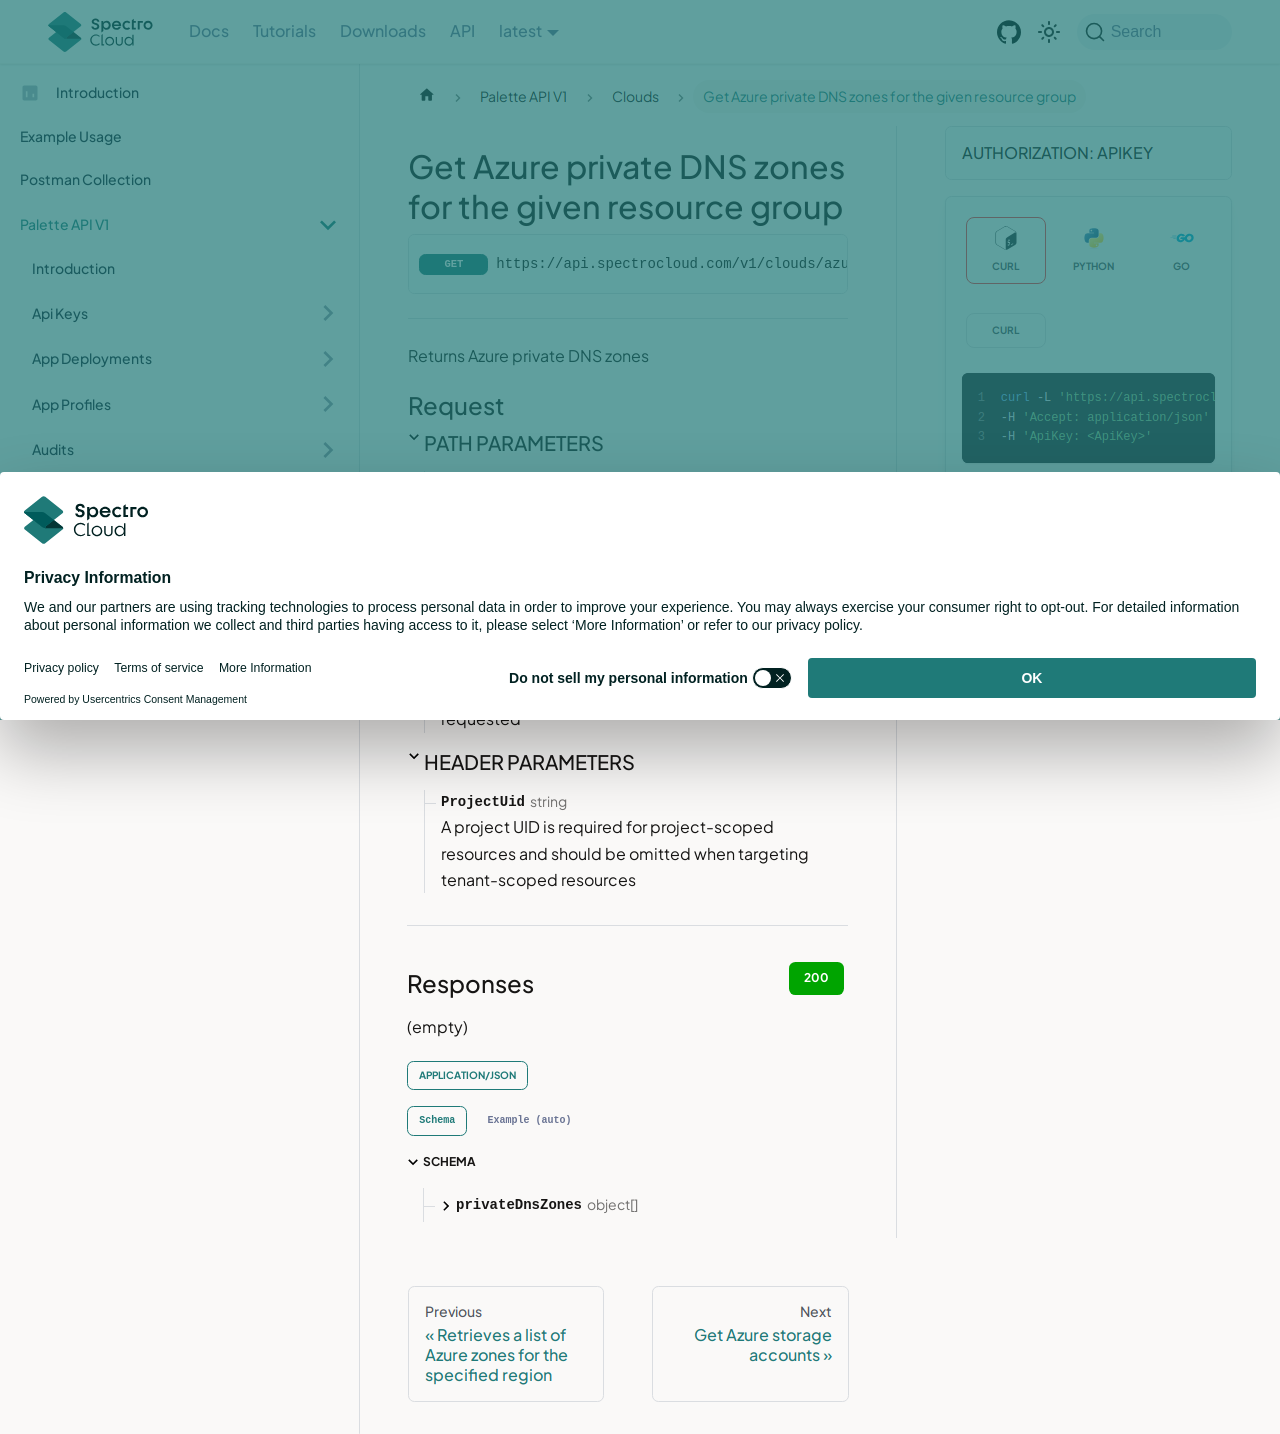 Spectro
Cloud
Docs
Tutorials
Downloads
API
latest
Search
Introduction
Example Usage
Postman Collection
Palette API V1
Introduction
Api Keys
App Deployments
App Profiles
Audits
Palette API V1
Clouds
Get Azure private DNS zones for the given resource group
Get Azure private DNS zones
for the given resource group
GET
https://api.spectrocloud.com/v1/clouds/azu
Returns Azure private DNS zones
Request
PATH PARAMETERS
AUTHORIZATION: APIKEY
CURL
PYTHON
GO
CURL
1 curl -L 'https://api.spectrocl
2 -H 'Accept: application/json'
3 -H 'ApiKey: <ApiKey>'
Spectro
Cloud
Privacy Information
We and our partners are using tracking technologies to process personal data in order to improve your experience. You may always exercise your consumer right to opt-out. For detailed information
about personal information we collect and third parties having access to it, please select ‘More Information’ or refer to our privacy policy.
Privacy policy
Terms of service
More Information
Powered by Usercentrics Consent Management
Do not sell my personal information
OK
requested
HEADER PARAMETERS
ProjectUid string
A project UID is required for project-scoped
resources and should be omitted when targeting
tenant-scoped resources
Responses
200
(empty)
APPLICATION/JSON
Schema
Example (auto)
SCHEMA
privateDnsZones object[]
Previous
« Retrieves a list of
Azure zones for the
specified region
Next
Get Azure storage
accounts »